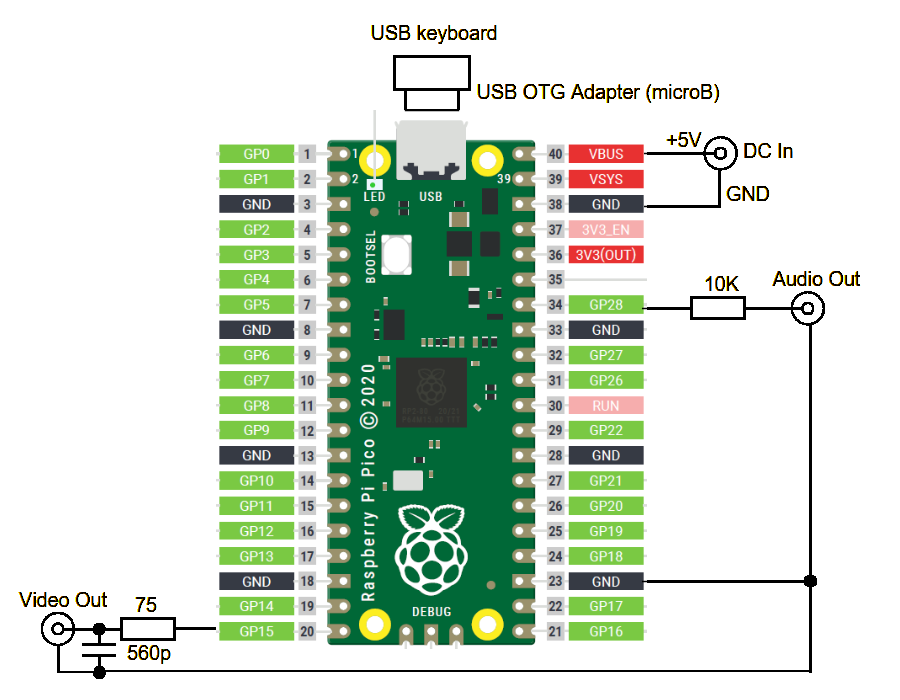 USB keyboard
USB OTG Adapter (microB)
+5V
DC In
GND
GP0 1 1 40 VBUS
GP1 2 2 39 39 VSYS
GND 3 LED USB 38 GND
GP2 4 37 3V3_EN
GP3 5 BOOTSEL 36 3V3(OUT)
GP4 6 35
10K
Audio Out
GP5 7 34 GP28
GND 8 33 GND
GP6 9 32 GP27
GP7 10 31 GP26
GP8 11 30 RUN
GP9 12 29 GP22
GND 13 28 GND
GP10 14 27 GP21
GP11 15 26 GP20
GP12 16 25 GP19
GP13 17 24 GP18
GND 18 23 GND
GP14 19 22 GP17
GP15 20 21 GP16
Raspberry Pi Pico © 2020
DEBUG
Video Out
75
560p